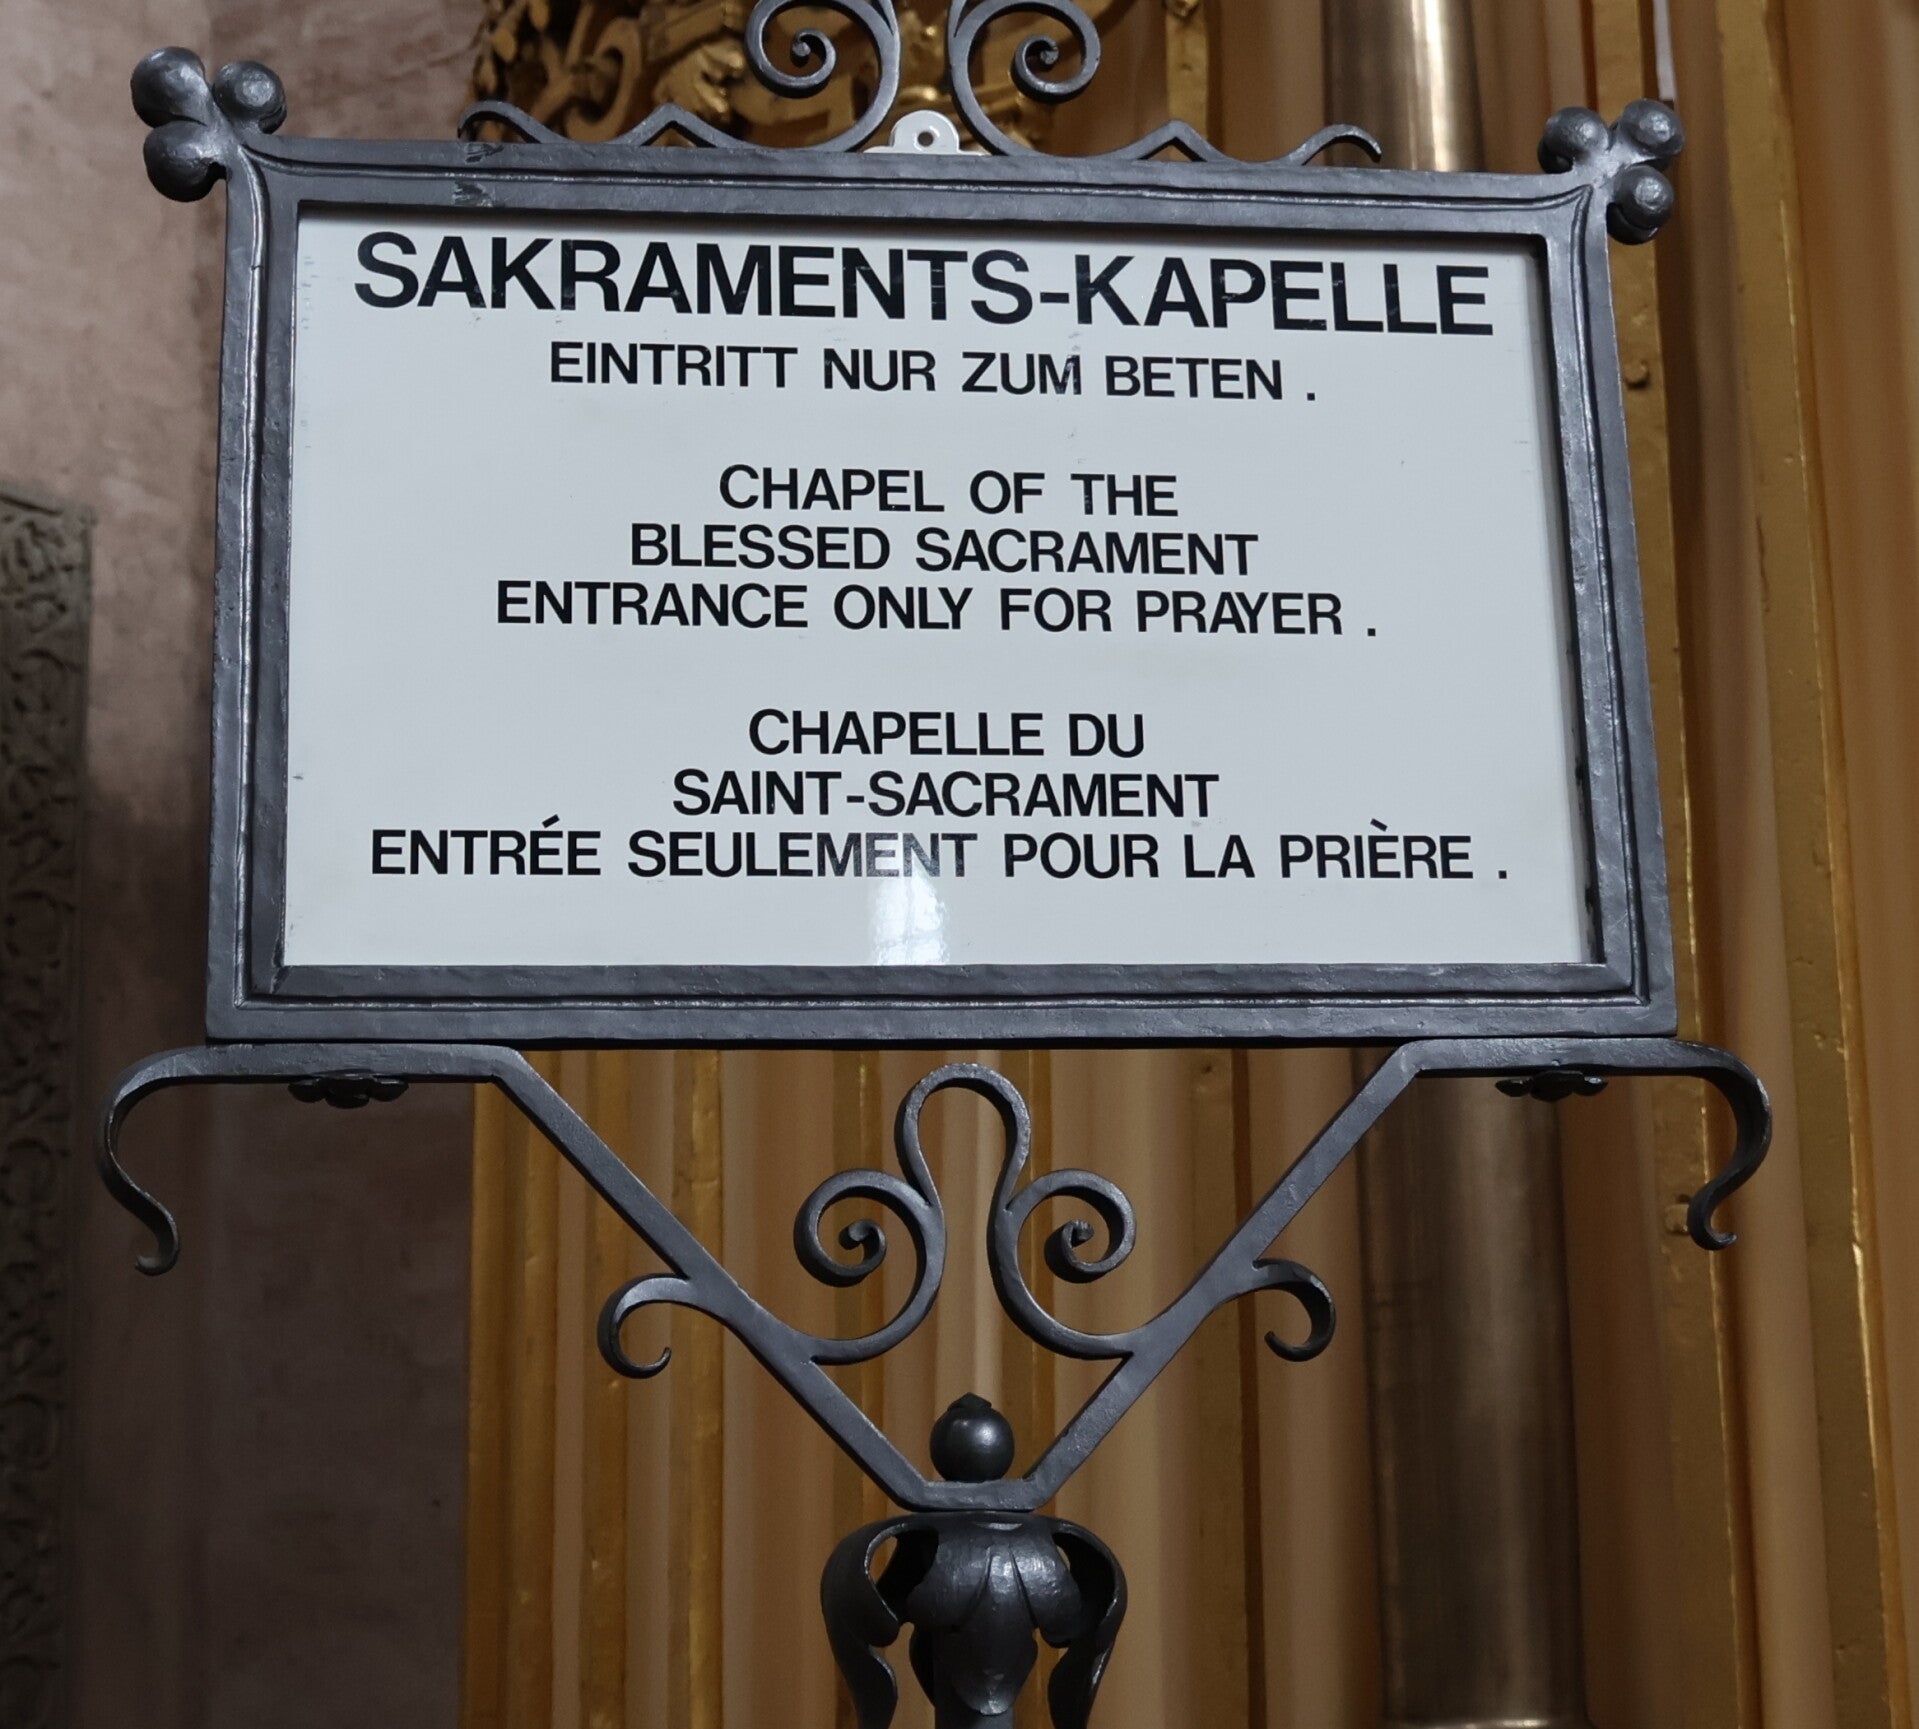 SAKRAMENTS-KAPELLE
EINTRITT NUR ZUM BETEN .
CHAPEL OF THE
BLESSED SACRAMENT
ENTRANCE ONLY FOR PRAYER .
CHAPELLE DU
SAINT-SACRAMENT
ENTRÉE SEULEMENT POUR LA PRIÈRE .